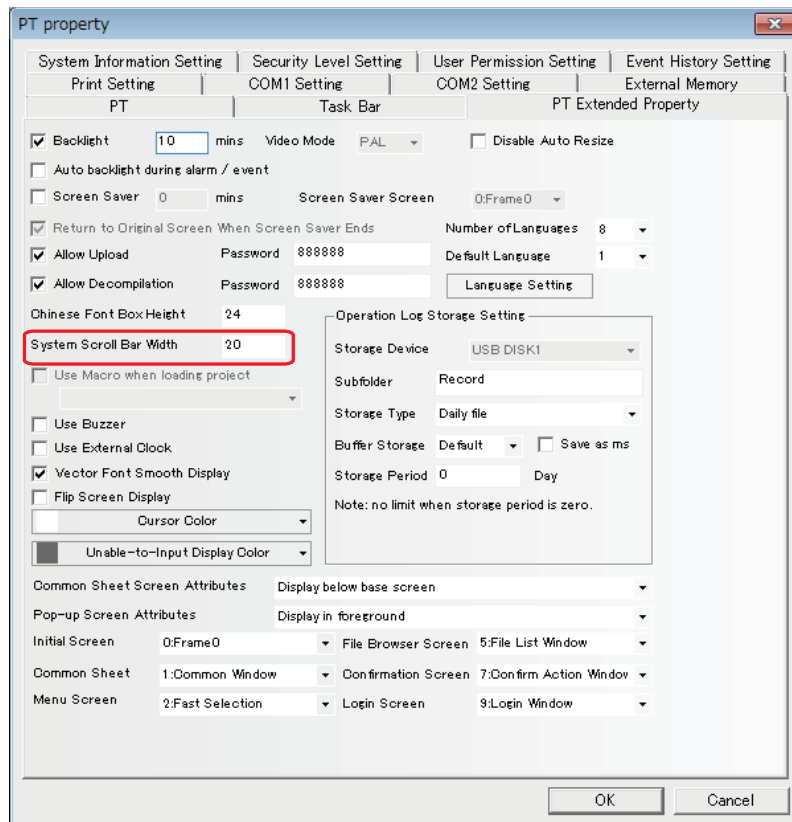 PT property
System Information Setting Security Level Setting User Permission Setting Event History Setting
Print Setting COM1 Setting COM2 Setting External Memory
PT Task Bar PT Extended Property
Backlight 10 mins Video Mode PAL Disable Auto Resize
Auto backlight during alarm / event
Screen Saver 0 mins Screen Saver Screen 0:Frame0
Return to Original Screen When Screen Saver Ends Number of Languages 8
Allow Upload Password 888888 Default Language 1
Allow Decompilation Password 888888 Language Setting
Chinese Font Box Height 24 Operation Log Storage Setting
System Scroll Bar Width 20 Storage Device USB DISK1
Use Macro when loading project Subfolder Record
Storage Type Daily file
Use Buzzer
Use External Clock Buffer Storage Default Save as ms
Vector Font Smooth Display Storage Period 0 Day
Flip Screen Display Note: no limit when storage period is zero.
Cursor Color
Unable-to-Input Display Color
Common Sheet Screen Attributes Display below base screen
Pop-up Screen Attributes Display in foreground
Initial Screen 0:Frame0 File Browser Screen 5:File List Window
Common Sheet 1:Common Window Confirmation Screen 7:Confirm Action Window
Menu Screen 2:Fast Selection Login Screen 9:Login Window
OK Cancel